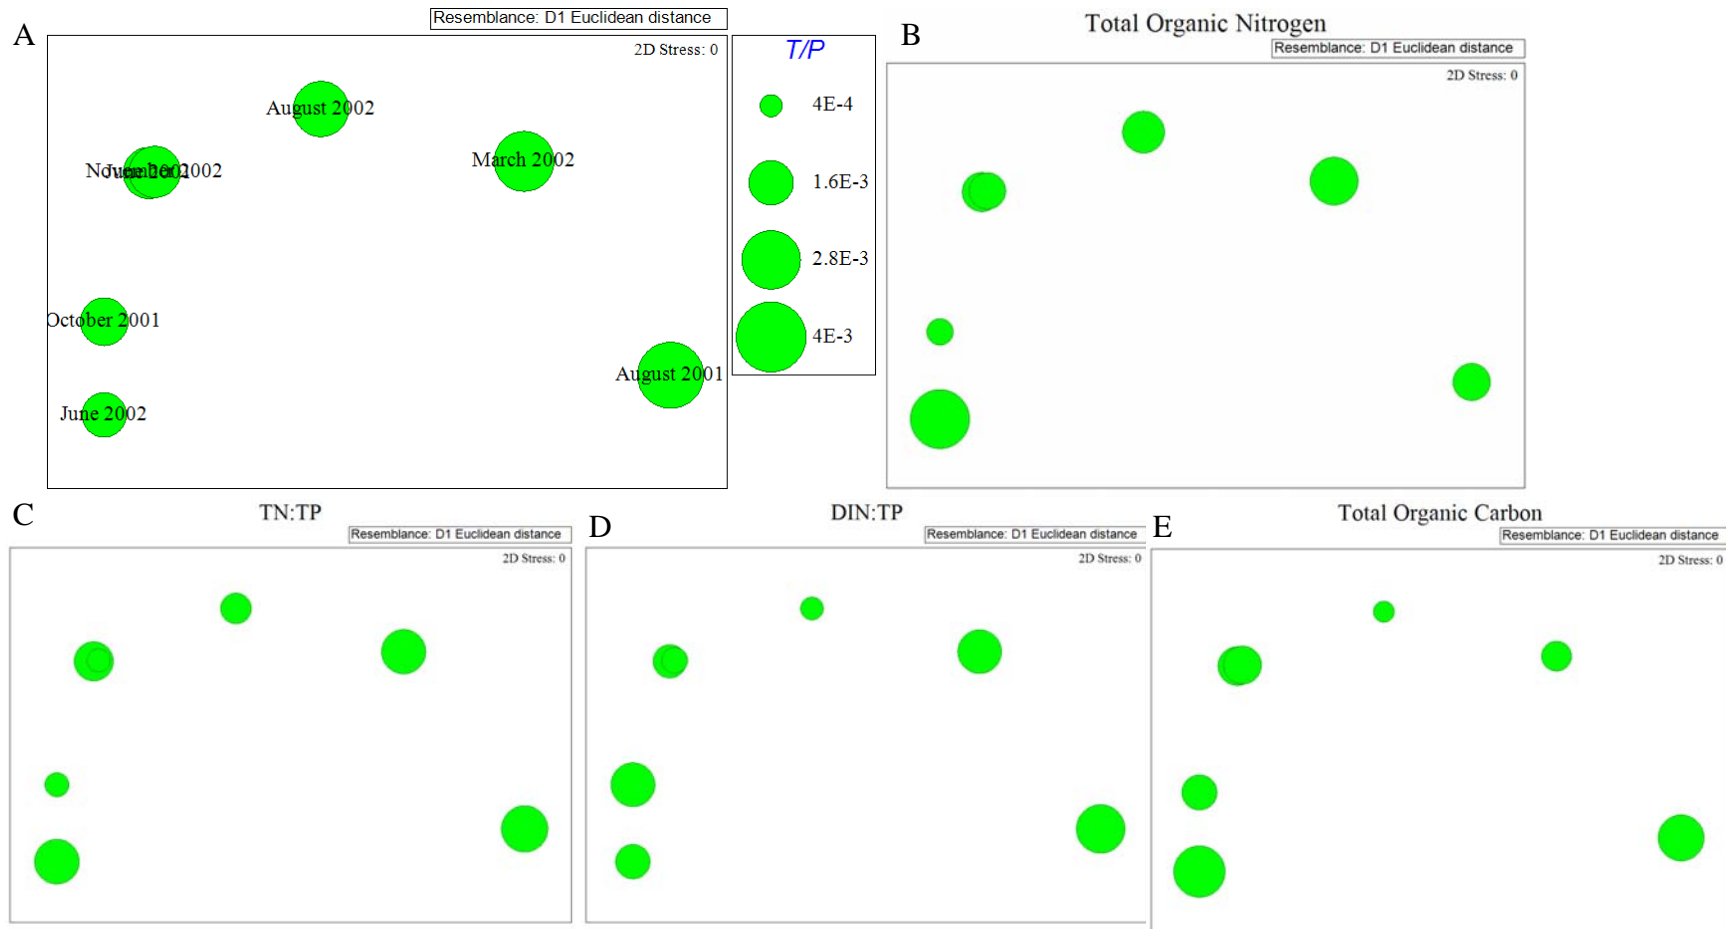 Resemblance: D1 Euclidean distance
A
2D Stress: 0
T/P
4E-4
1.6E-3
2.8E-3
4E-3
August 2002
March 2002
2002
October 2001
August 2001
June 2002
B
Total Organic Nitrogen
Resemblance: D1 Euclidean distance
2D Stress: 0
C
TN:TP
Resemblance: D1 Euclidean distance
2D Stress: 0
D
DIN:TP
Resemblance: D1 Euclidean distance
2D Stress: 0
E
Total Organic Carbon
Resemblance: D1 Euclidean distance
2D Stress: 0